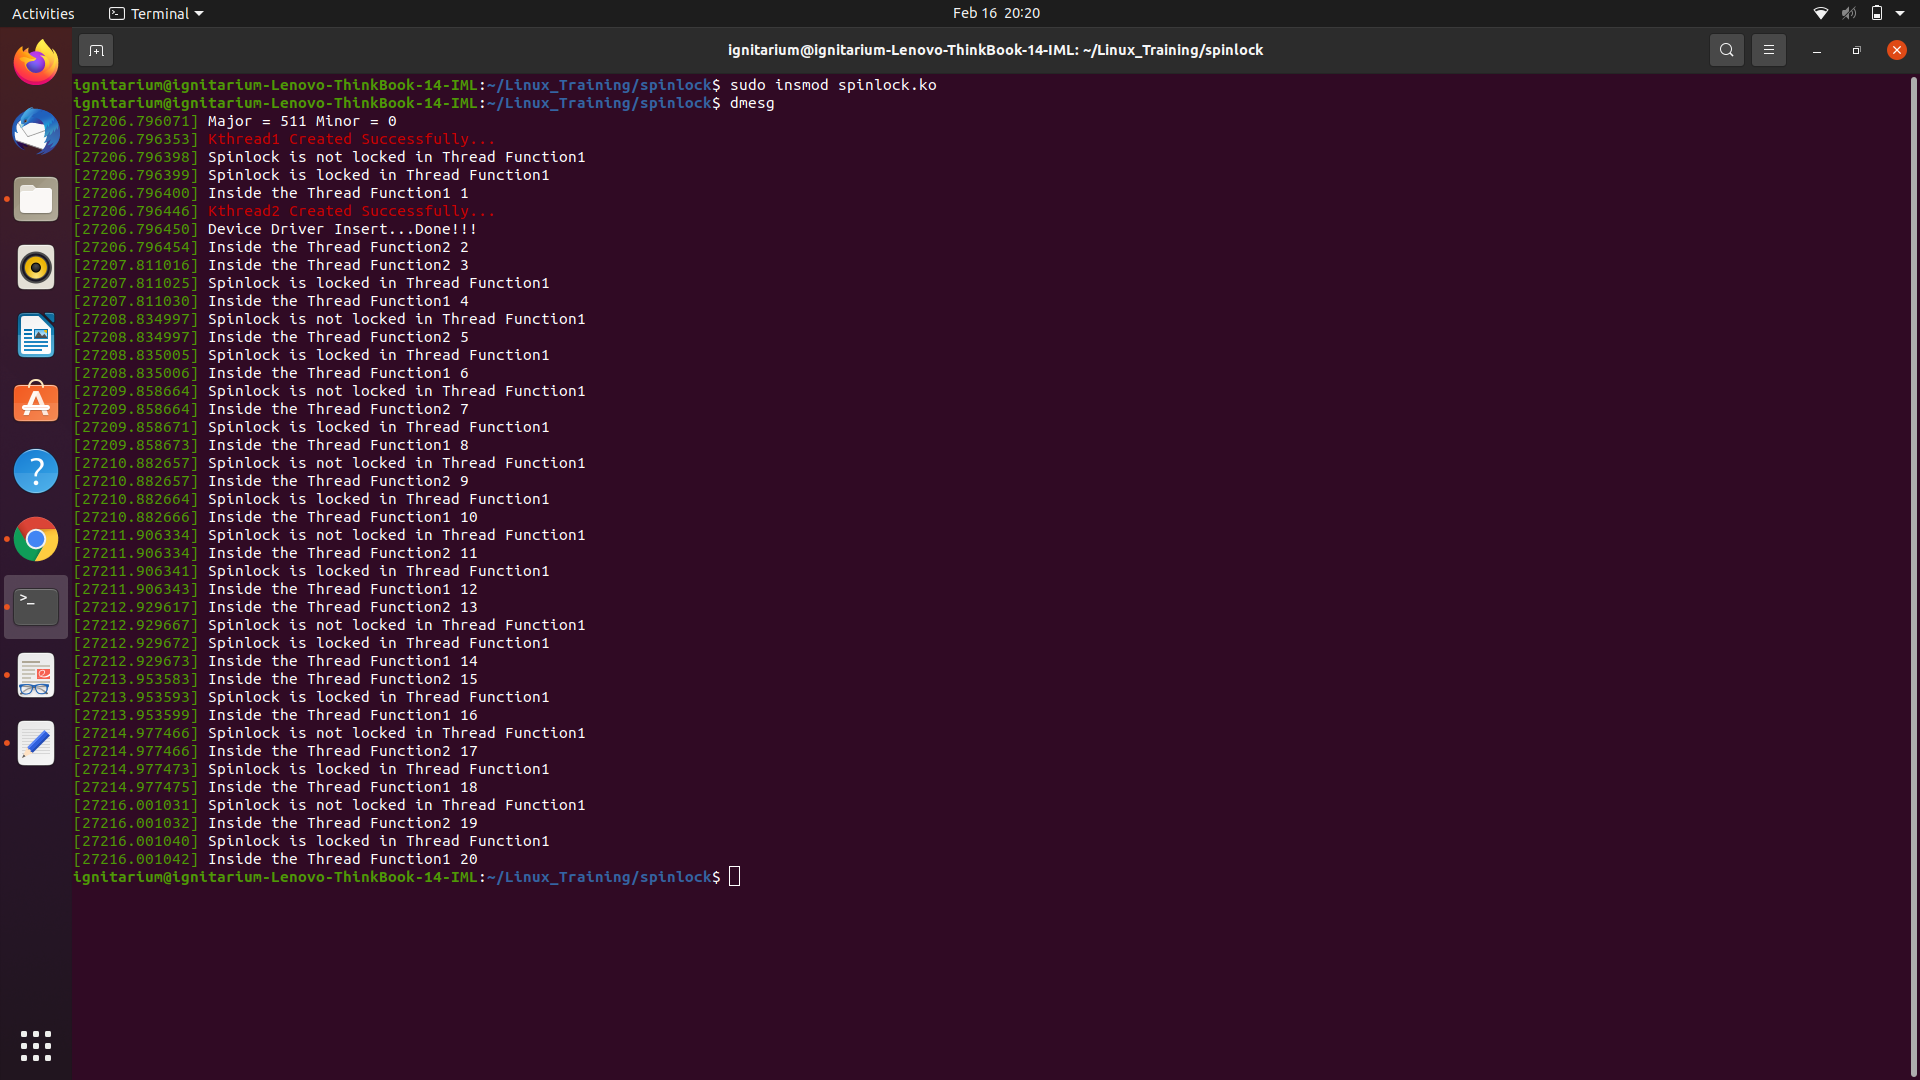 Activities Terminal Feb 16 20:20
ignitarium@ignitarium-Lenovo-ThinkBook-14-IML: ~/Linux_Training/spinlock
ignitarium@ignitarium-Lenovo-ThinkBook-14-IML:~/Linux_Training/spinlock$ sudo insmod spinlock.ko
ignitarium@ignitarium-Lenovo-ThinkBook-14-IML:~/Linux_Training/spinlock$ dmesg
[27206.796071] Major = 511 Minor = 0
[27206.796353] Kthread1 Created Successfully...
[27206.796398] Spinlock is not locked in Thread Function1
[27206.796399] Spinlock is locked in Thread Function1
[27206.796400] Inside the Thread Function1 1
[27206.796446] Kthread2 Created Successfully...
[27206.796450] Device Driver Insert...Done!!!
[27206.796454] Inside the Thread Function2 2
[27207.811016] Inside the Thread Function2 3
[27207.811025] Spinlock is locked in Thread Function1
[27207.811030] Inside the Thread Function1 4
[27208.834997] Spinlock is not locked in Thread Function1
[27208.834997] Inside the Thread Function2 5
[27208.835005] Spinlock is locked in Thread Function1
[27208.835006] Inside the Thread Function1 6
[27209.858664] Spinlock is not locked in Thread Function1
[27209.858664] Inside the Thread Function2 7
[27209.858671] Spinlock is locked in Thread Function1
[27209.858673] Inside the Thread Function1 8
[27210.882657] Spinlock is not locked in Thread Function1
[27210.882657] Inside the Thread Function2 9
[27210.882664] Spinlock is locked in Thread Function1
[27210.882666] Inside the Thread Function1 10
[27211.906334] Spinlock is not locked in Thread Function1
[27211.906334] Inside the Thread Function2 11
[27211.906341] Spinlock is locked in Thread Function1
[27211.906343] Inside the Thread Function1 12
[27212.929617] Inside the Thread Function2 13
[27212.929667] Spinlock is not locked in Thread Function1
[27212.929672] Spinlock is locked in Thread Function1
[27212.929673] Inside the Thread Function1 14
[27213.953583] Inside the Thread Function2 15
[27213.953593] Spinlock is locked in Thread Function1
[27213.953599] Inside the Thread Function1 16
[27214.977466] Spinlock is not locked in Thread Function1
[27214.977466] Inside the Thread Function2 17
[27214.977473] Spinlock is locked in Thread Function1
[27214.977475] Inside the Thread Function1 18
[27216.001031] Spinlock is not locked in Thread Function1
[27216.001032] Inside the Thread Function2 19
[27216.001040] Spinlock is locked in Thread Function1
[27216.001042] Inside the Thread Function1 20
ignitarium@ignitarium-Lenovo-ThinkBook-14-IML:~/Linux_Training/spinlock$